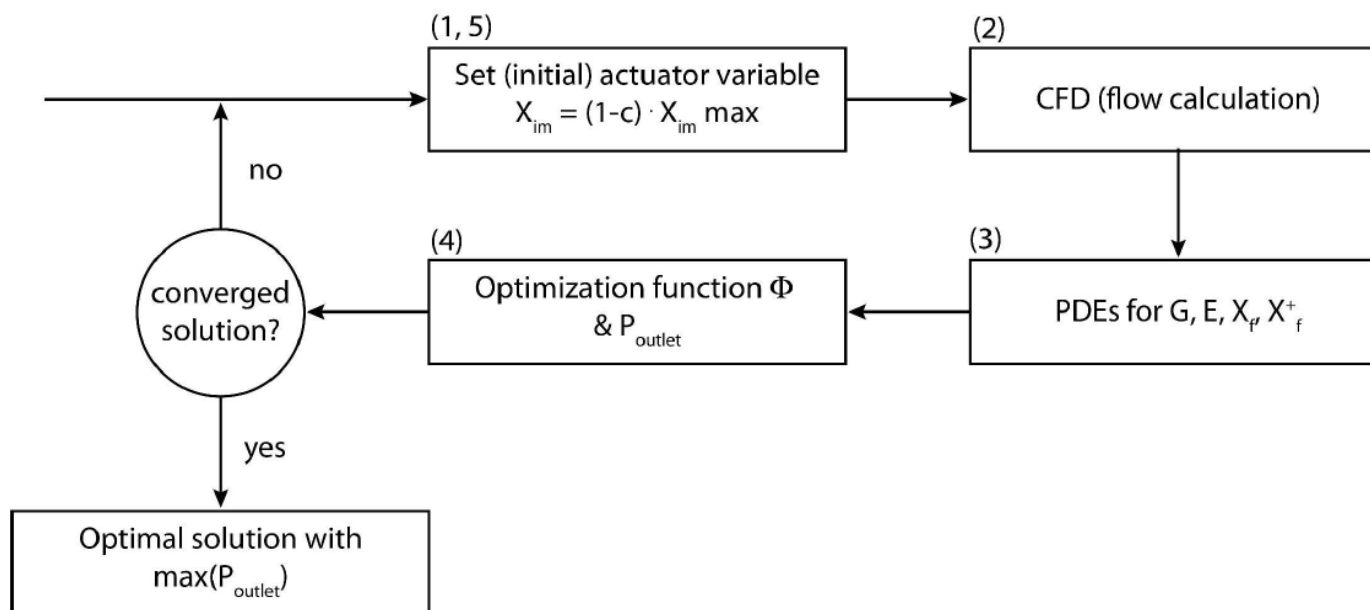 (1, 5)
Set (initial) actuator variable
X_im = (1-c) · X_im max
(2)
CFD (flow calculation)
no
(4)
Optimization function Φ
& P_outlet
(3)
PDEs for G, E, X_f, X⁺_f
converged
solution?
yes
Optimal solution with
max(P_outlet)